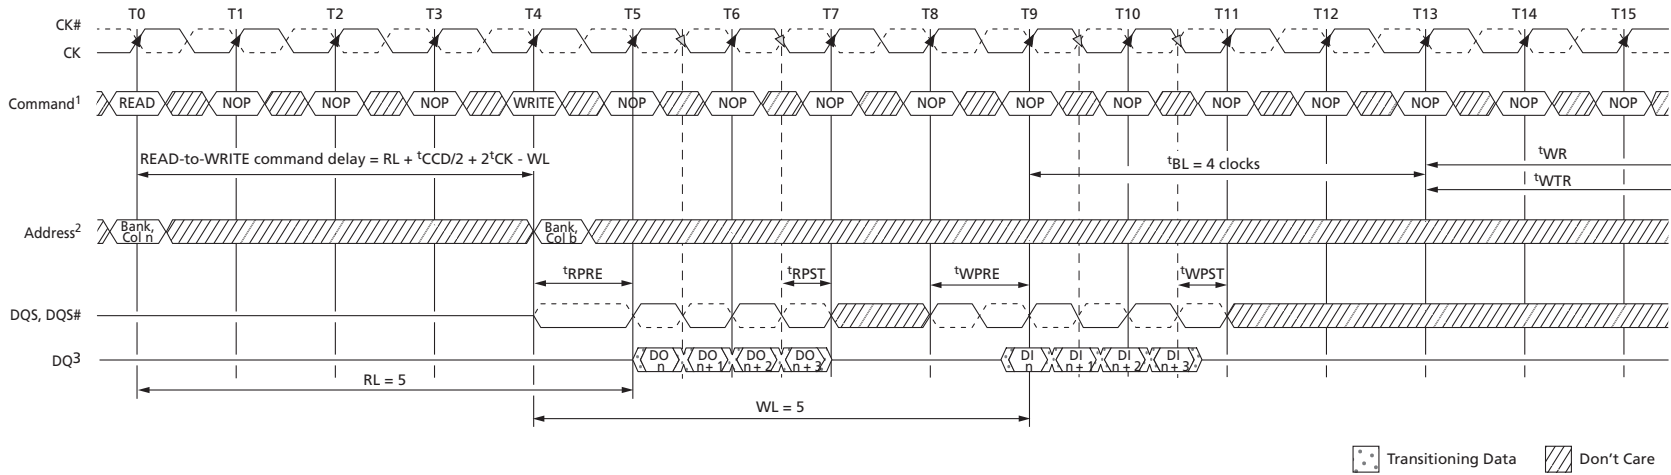 T0 T1 T2 T3 T4 T5 T6 T7 T8 T9 T10 T11 T12 T13 T14 T15
CK#
CK
Command1 READ NOP NOP NOP WRITE NOP NOP NOP NOP NOP NOP NOP NOP NOP NOP NOP
READ-to-WRITE command delay = RL + tCCD/2 + 2tCK - WL
tBL = 4 clocks
tWR
tWTR
Address2
Bank,
Col n
Bank,
Col b
tRPRE tRPST tWPRE tWPST
DQS, DQS#
DQ3
DO
n
DO
n + 1
DO
n + 2
DO
n + 3
DI
n
DI
n + 1
DI
n + 2
DI
n + 3
RL = 5
WL = 5
Transitioning Data Don't Care